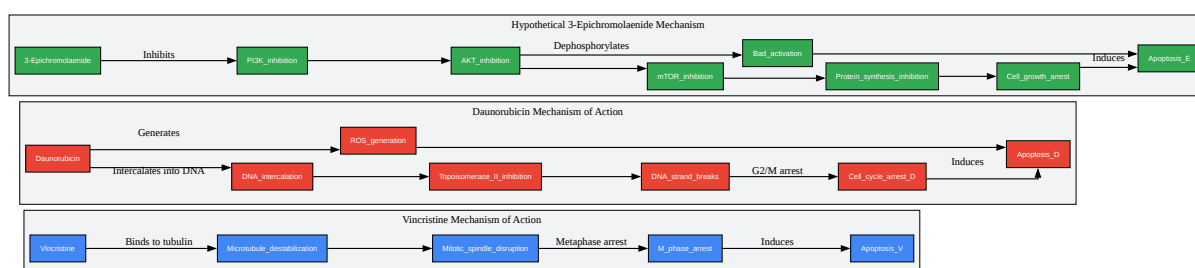 Hypothetical 3-Epichromolaenide Mechanism
3-Epichromolaenide
Inhibits
PI3K_inhibition
AKT_inhibition
Dephosphorylates
Bad_activation
mTOR_inhibition
Protein_synthesis_inhibition
Cell_growth_arrest
Induces
Apoptosis_E
Daunorubicin Mechanism of Action
Daunorubicin
Generates
ROS_generation
Intercalates into DNA
DNA_intercalation
Topoisomerase_II_inhibition
DNA_strand_breaks
G2/M arrest
Cell_cycle_arrest_D
Induces
Apoptosis_D
Vincristine Mechanism of Action
Vincristine
Binds to tubulin
Microtubule_destabilization
Mitotic_spindle_disruption
Metaphase arrest
M_phase_arrest
Induces
Apoptosis_V